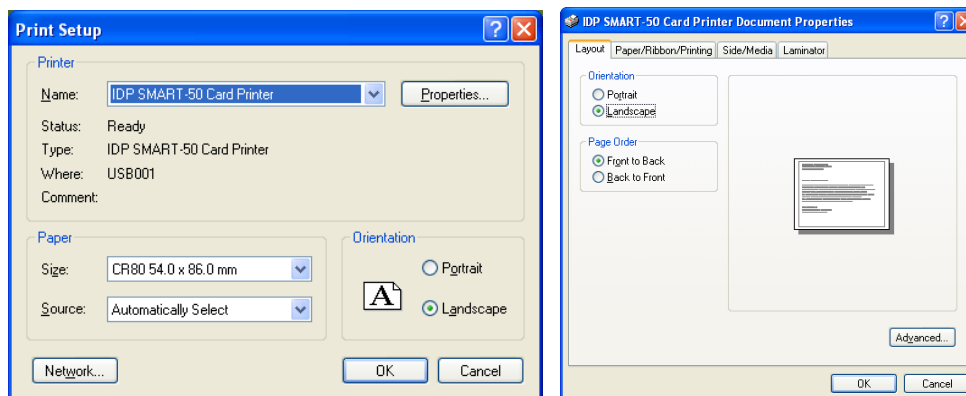 Print Setup
Printer
Name: IDP SMART-50 Card Printer Properties...
Status: Ready
Type: IDP SMART-50 Card Printer
Where: USB001
Comment:
Paper
Size: CR80 54.0 x 86.0 mm
Source: Automatically Select
Orientation
A
Portrait
Landscape
Network... OK Cancel
IDP SMART-50 Card Printer Document Properties
Layout Paper/Ribbon/Printing Side/Media Laminator
Orientation
Portrait
Landscape
Page Order
Front to Back
Back to Front
Advanced...
OK Cancel